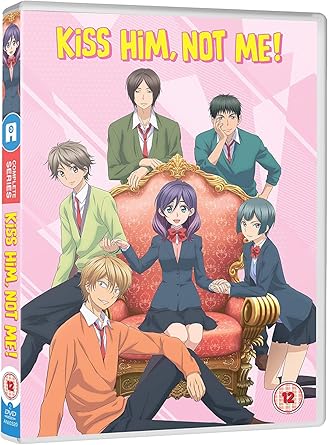 KiSS HiM, NOT ME!
COMPLETE
SERIES
KiSS HiM, NOT ME!
12
DVD
12